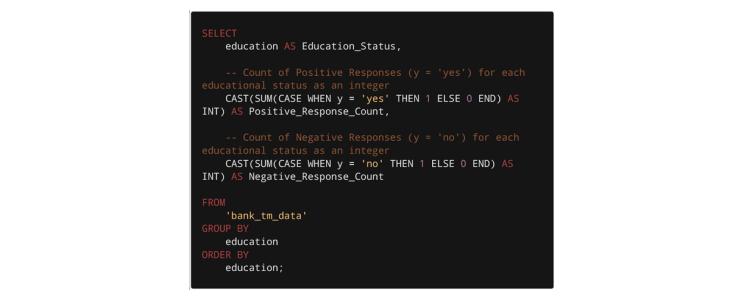 SELECT
    education AS Education_Status,
    -- Count of Positive Responses (y = 'yes') for each
educational status as an integer
    CAST(SUM(CASE WHEN y = 'yes' THEN 1 ELSE 0 END) AS
INT) AS Positive_Response_Count,
    -- Count of Negative Responses (y = 'no') for each
educational status as an integer
    CAST(SUM(CASE WHEN y = 'no' THEN 1 ELSE 0 END) AS
INT) AS Negative_Response_Count
FROM
    'bank_tm_data'
GROUP BY
    education
ORDER BY
    education;